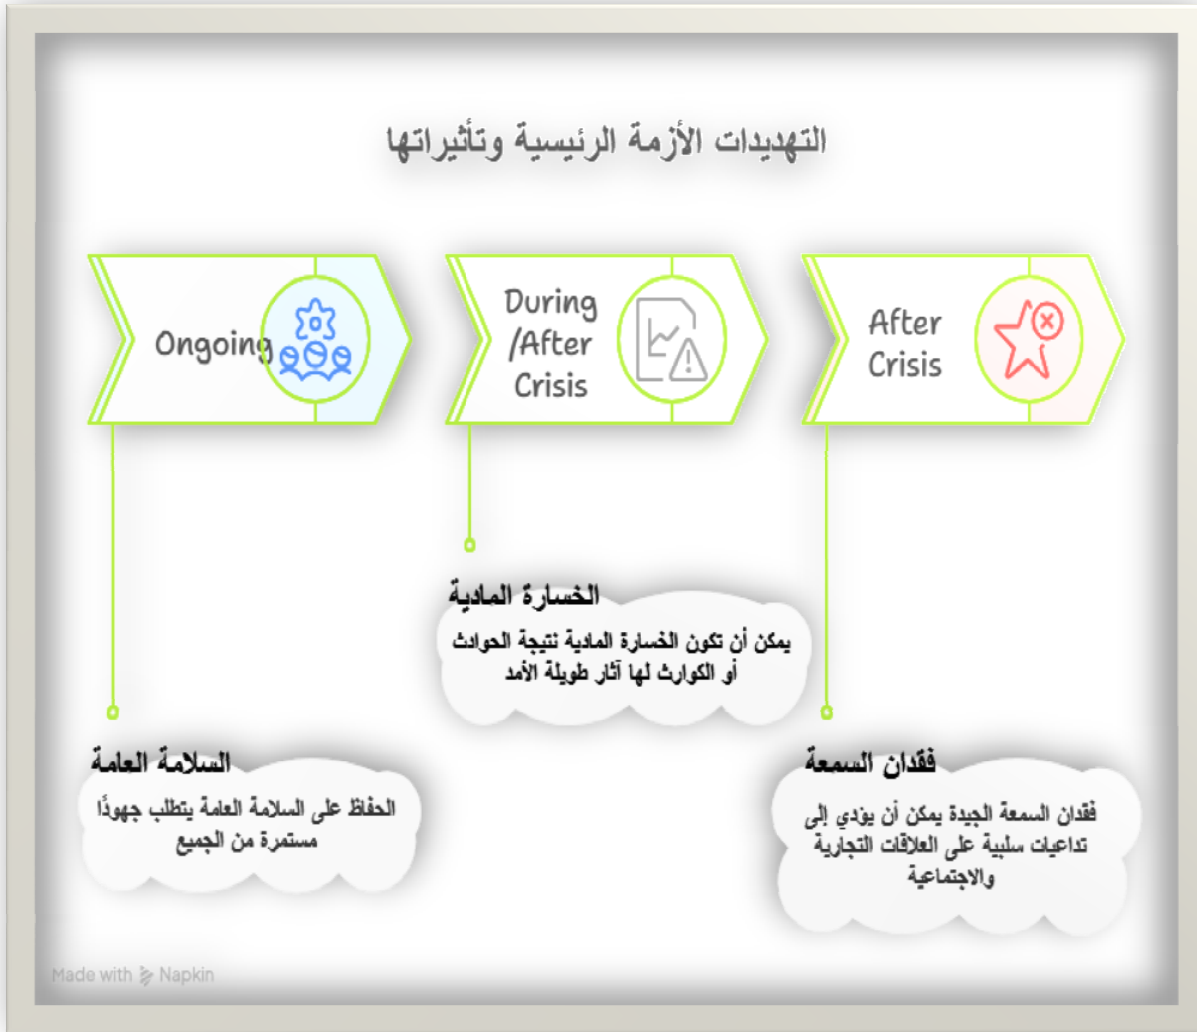 التهديدات الأزمة الرئيسية وتأثيراتها
Ongoing
During
/After
Crisis
After
Crisis
الخسارة المادية
يمكن أن تكون الخسارة المادية نتيجة الحوادث
أو الكوارث لها آثار طويلة الأمد
السلامة العامة
الحفاظ على السلامة العامة يتطلب جهودًا
مستمرة من الجميع
فقدان السمعة
فقدان السمعة الجيدة يمكن أن يؤدي إلى
تداعيات سلبية على العلاقات التجارية
والاجتماعية
Made with Napkin